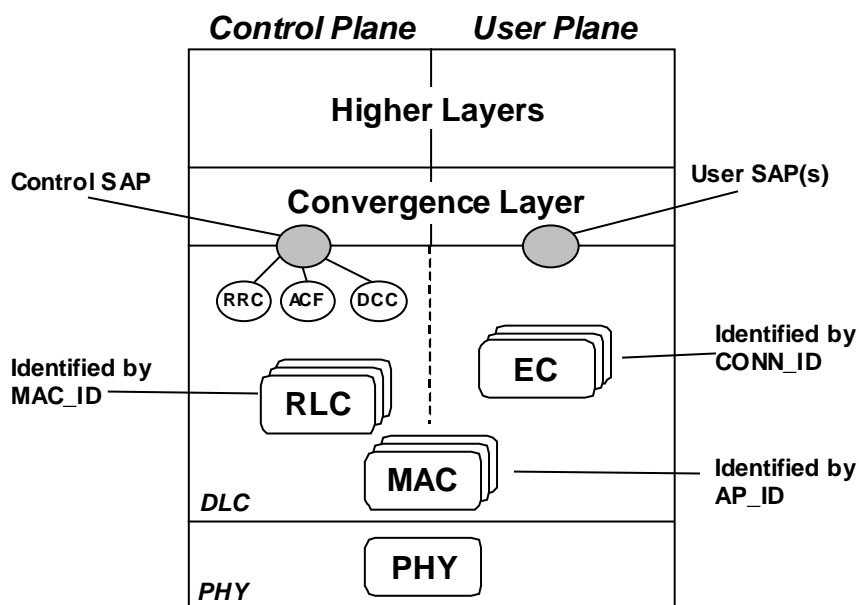 Control Plane User Plane
Higher Layers
Control SAP
User SAP(s)
Convergence Layer
RRC ACF DCC
Identified by
CONN_ID
EC
Identified by
MAC_ID
RLC
MAC
Identified by
AP_ID
DLC
PHY
PHY